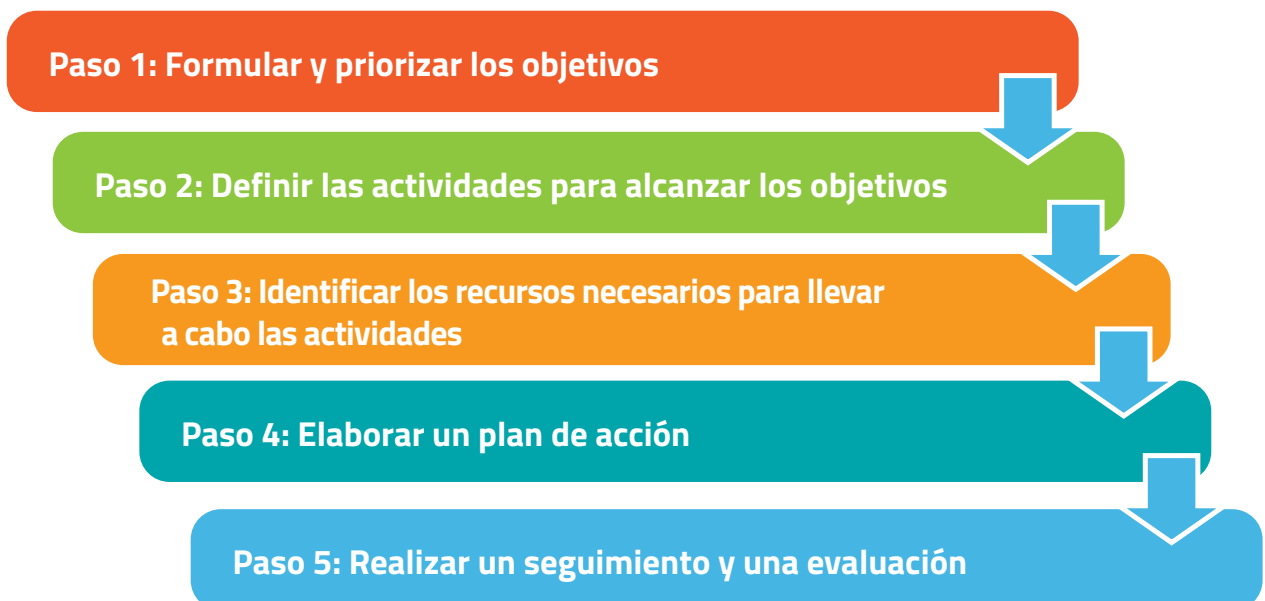 Paso 1: Formular y priorizar los objetivos
Paso 2: Definir las actividades para alcanzar los objetivos
Paso 3: Identificar los recursos necesarios para llevar
a cabo las actividades
Paso 4: Elaborar un plan de acción
Paso 5: Realizar un seguimiento y una evaluación